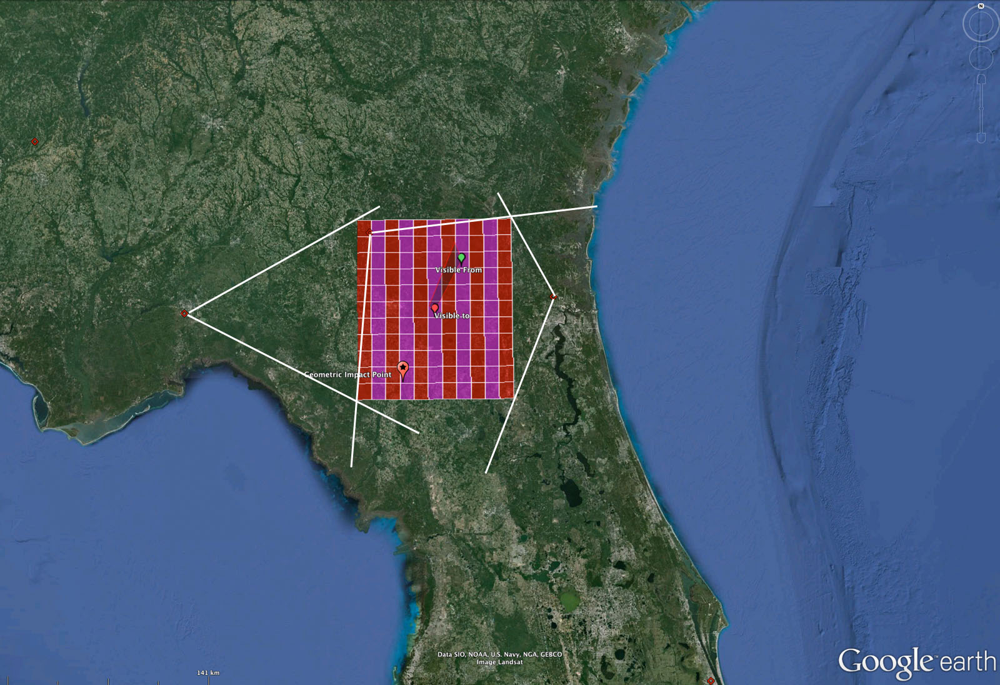 N
Visible From
Visible to
Geometric Impact Point
Data SIO, NOAA, U.S. Navy, NGA, GEBCO
Image Landsat
141 km
Google earth